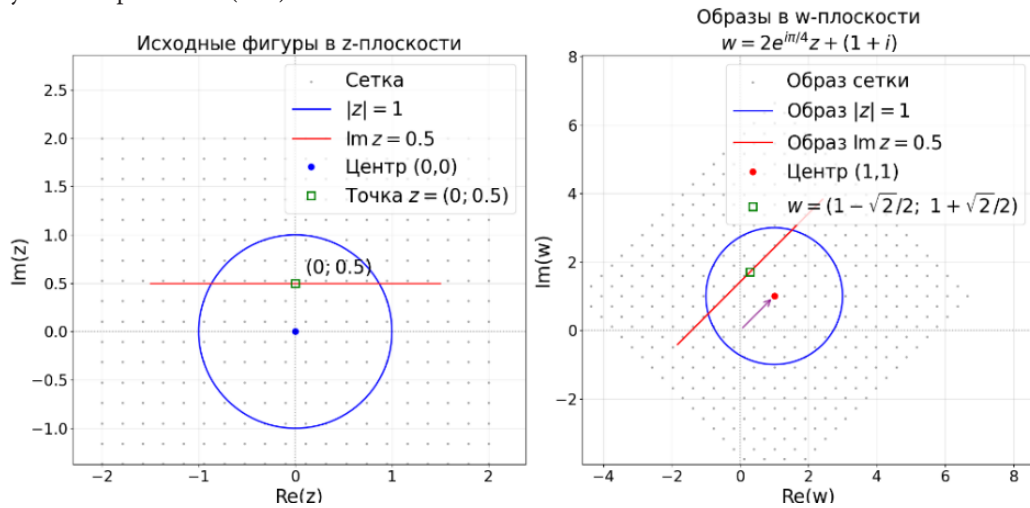 Исходные фигуры в z-плоскости
Сетка
|z| = 1
Im z = 0.5
Центр (0,0)
Точка z = (0; 0.5)
(0; 0.5)
2.5
2.0
1.5
1.0
0.5
0.0
−0.5
−1.0
Im(z)
−2
−1
0
1
2
Re(z)
Образы в w-плоскости
w = 2e^{iπ/4}z + (1 + i)
Образ сетки
Образ |z| = 1
Образ Im z = 0.5
Центр (1,1)
w = (1 − √2/2; 1 + √2/2)
8
6
4
2
0
−2
Im(w)
−4
−2
0
2
4
6
8
Re(w)